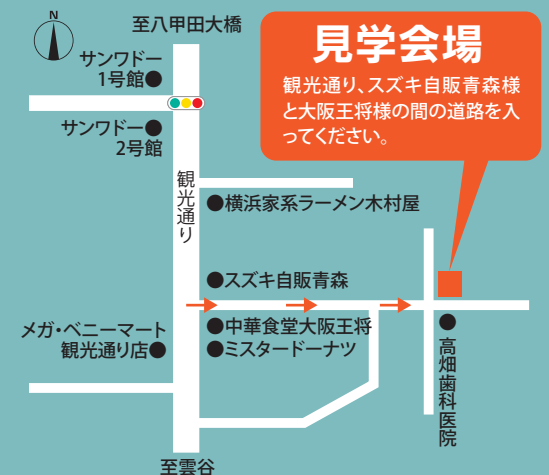 N
至八甲田大橋
サンワドー
1号館●
サンワドー●
2号館
見学会場
観光通り、スズキ自販青森様
と大阪王将様の間の道路を入
ってください。
観光通り
●横浜家系ラーメン木村屋
●スズキ自販青森
●中華食堂大阪王将
●ミスタードーナツ
メガ・ベニーマート
観光通り店●
●高畑歯科医院
至雲谷